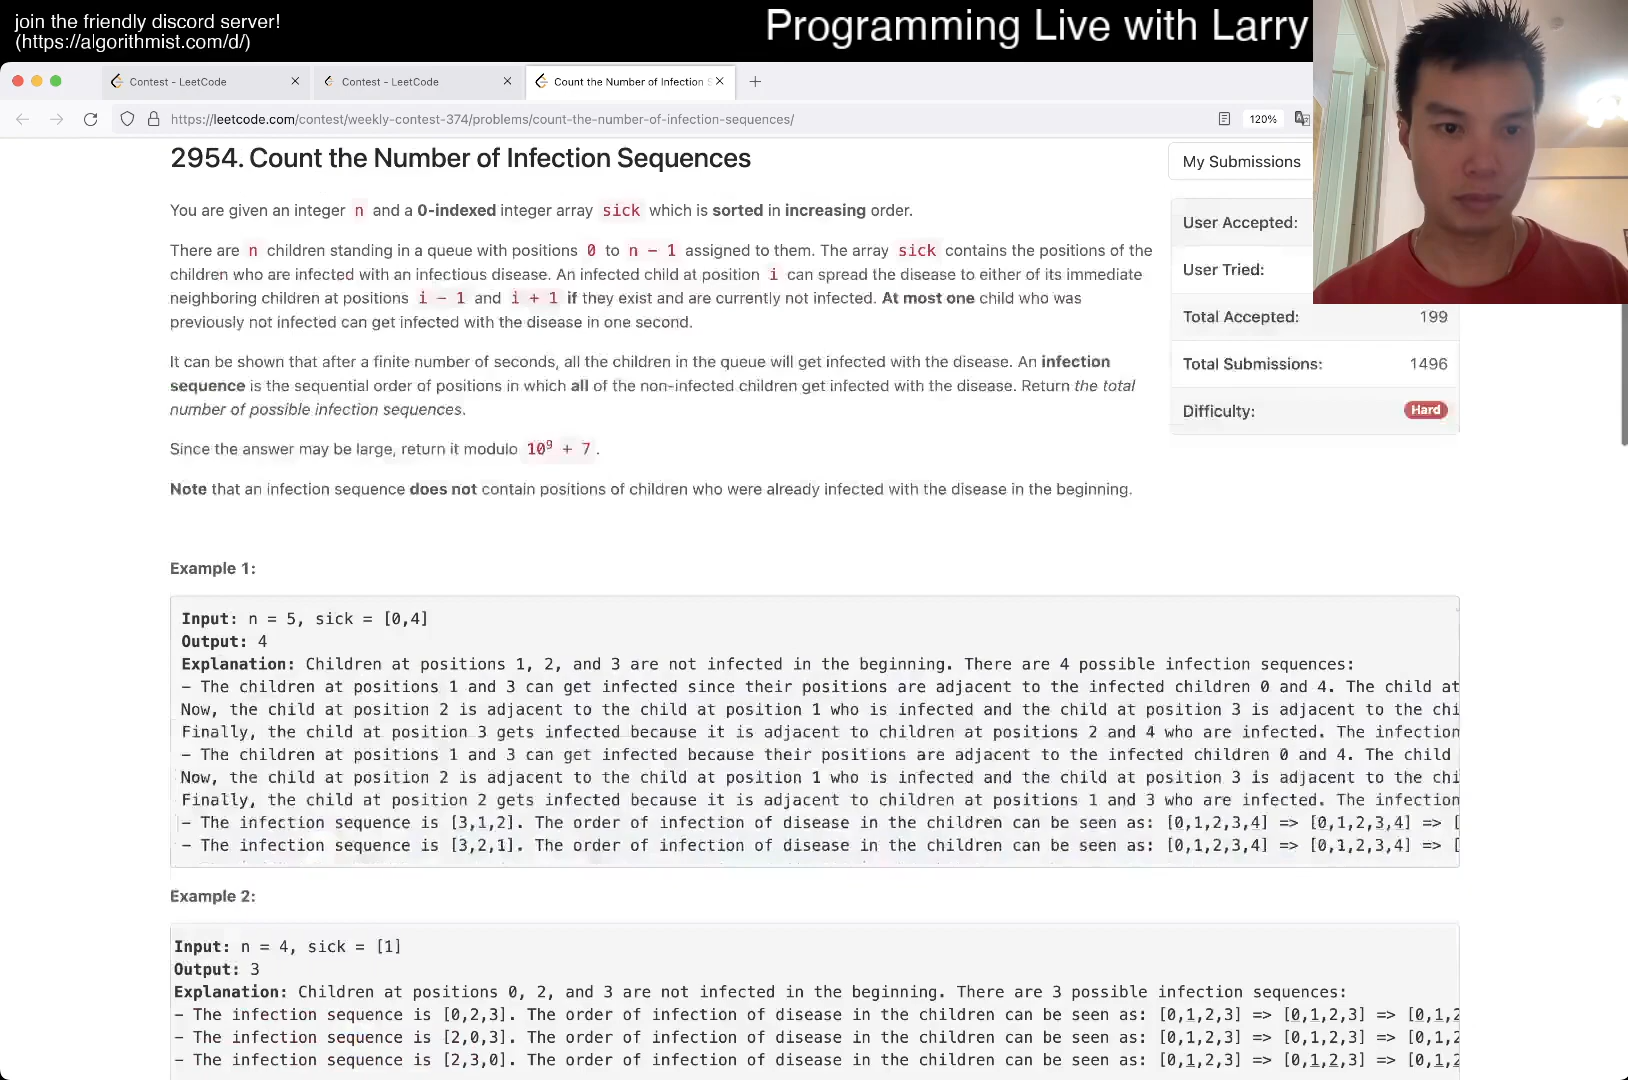 join the friendly discord server!
(https://algorithmist.com/d/)
Programming Live with Larry
Contest - LeetCode
Contest - LeetCode
Count the Number of Infection S
https://leetcode.com/contest/weekly-contest-374/problems/count-the-number-of-infection-sequences/
120%
2954. Count the Number of Infection Sequences
My Submissions
You are given an integer n and a 0-indexed integer array sick which is sorted in increasing order.
There are n children standing in a queue with positions 0 to n - 1 assigned to them. The array sick contains the positions of the
children who are infected with an infectious disease. An infected child at position i can spread the disease to either of its immediate
neighboring children at positions i - 1 and i + 1 if they exist and are currently not infected. At most one child who was
previously not infected can get infected with the disease in one second.
It can be shown that after a finite number of seconds, all the children in the queue will get infected with the disease. An infection
sequence is the sequential order of positions in which all of the non-infected children get infected with the disease. Return the total
number of possible infection sequences.
Since the answer may be large, return it modulo 10⁹ + 7.
Note that an infection sequence does not contain positions of children who were already infected with the disease in the beginning.
User Accepted:
User Tried:
Total Accepted: 199
Total Submissions: 1496
Difficulty: Hard
Example 1:
Input: n = 5, sick = [0,4]
Output: 4
Explanation: Children at positions 1, 2, and 3 are not infected in the beginning. There are 4 possible infection sequences:
- The children at positions 1 and 3 can get infected since their positions are adjacent to the infected children 0 and 4. The child at
Now, the child at position 2 is adjacent to the child at position 1 who is infected and the child at position 3 is adjacent to the chi
Finally, the child at position 3 gets infected because it is adjacent to children at positions 2 and 4 who are infected. The infection
- The children at positions 1 and 3 can get infected because their positions are adjacent to the infected children 0 and 4. The child
Now, the child at position 2 is adjacent to the child at position 1 who is infected and the child at position 3 is adjacent to the chi
Finally, the child at position 2 gets infected because it is adjacent to children at positions 1 and 3 who are infected. The infection
- The infection sequence is [3,1,2]. The order of infection of disease in the children can be seen as: [0,1,2,3,4] => [0,1,2,3,4] => [
- The infection sequence is [3,2,1]. The order of infection of disease in the children can be seen as: [0,1,2,3,4] => [0,1,2,3,4] => [
Example 2:
Input: n = 4, sick = [1]
Output: 3
Explanation: Children at positions 0, 2, and 3 are not infected in the beginning. There are 3 possible infection sequences:
- The infection sequence is [0,2,3]. The order of infection of disease in the children can be seen as: [0,1,2,3] => [0,1,2,3] => [0,1,2
- The infection sequence is [2,0,3]. The order of infection of disease in the children can be seen as: [0,1,2,3] => [0,1,2,3] => [0,1,2
- The infection sequence is [2,3,0]. The order of infection of disease in the children can be seen as: [0,1,2,3] => [0,1,2,3] => [0,1,2